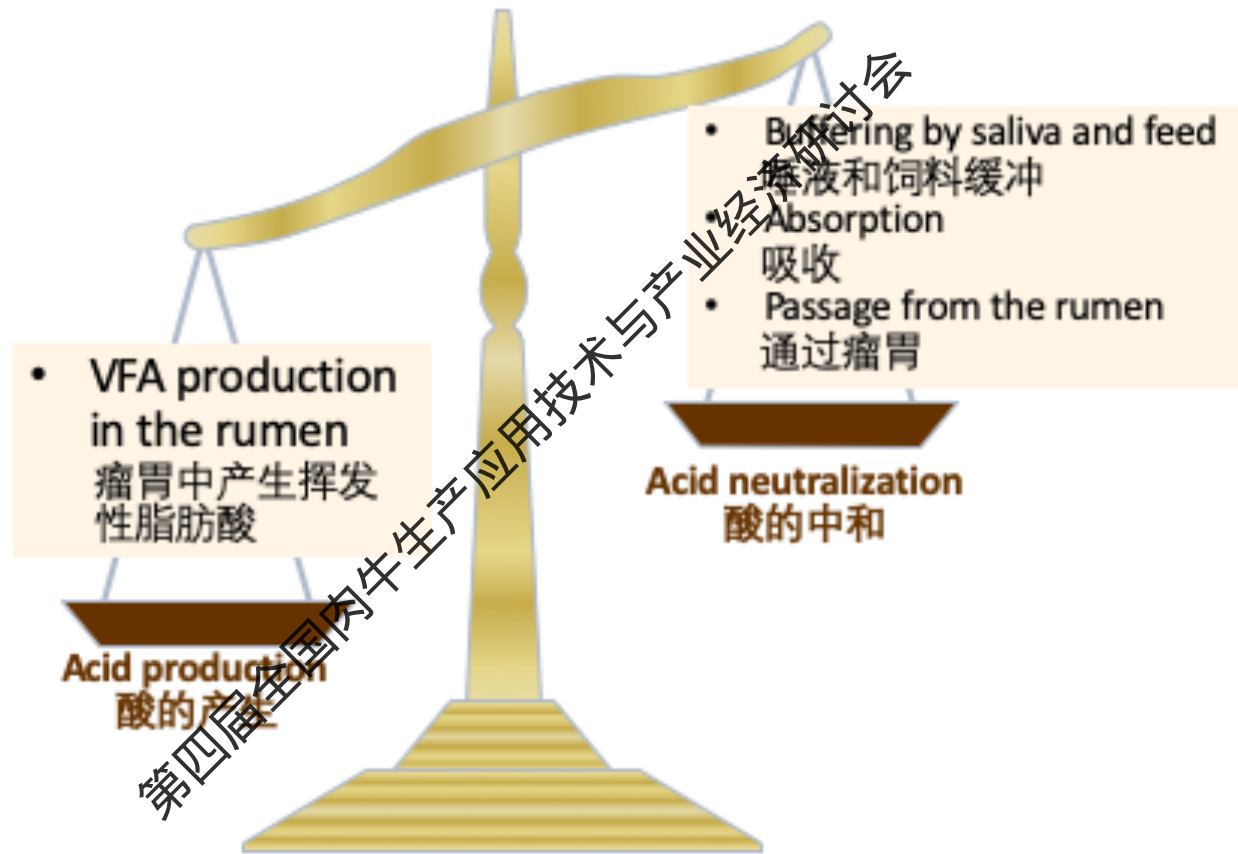 • VFA production
in the rumen
瘤胃中产生挥发
性脂肪酸
Acid production
酸的产生
• Buffering by saliva and feed
唾液和饲料缓冲
• Absorption
吸收
• Passage from the rumen
通过瘤胃
Acid neutralization
酸的中和
第四届全国肉牛生产应用技术与产业经济研讨会